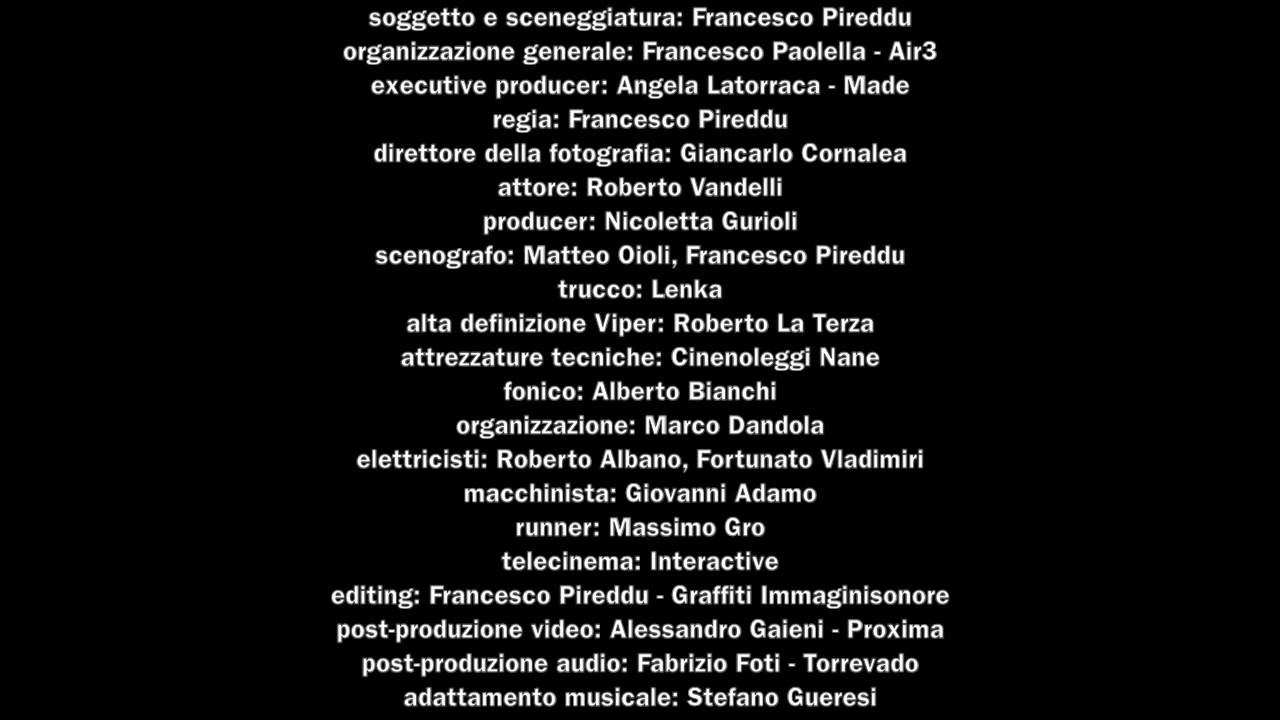 soggetto e sceneggiatura: Francesco Pireddu
organizzazione generale: Francesco Paolella - Air3
executive producer: Angela Latorraca - Made
regia: Francesco Pireddu
direttore della fotografia: Giancarlo Cornalea
attore: Roberto Vandelli
producer: Nicoletta Gurioli
scenografo: Matteo Oioli, Francesco Pireddu
trucco: Lenka
alta definizione Viper: Roberto La Terza
attrezzature tecniche: Cinenoleggi Nane
fonico: Alberto Bianchi
organizzazione: Marco Dandola
elettricisti: Roberto Albano, Fortunato Vladimiri
macchinista: Giovanni Adamo
runner: Massimo Gro
telecinema: Interactive
editing: Francesco Pireddu - Graffiti Immaginisonore
post-produzione video: Alessandro Gaieni - Proxima
post-produzione audio: Fabrizio Foti - Torrevado
adattamento musicale: Stefano Gueresi